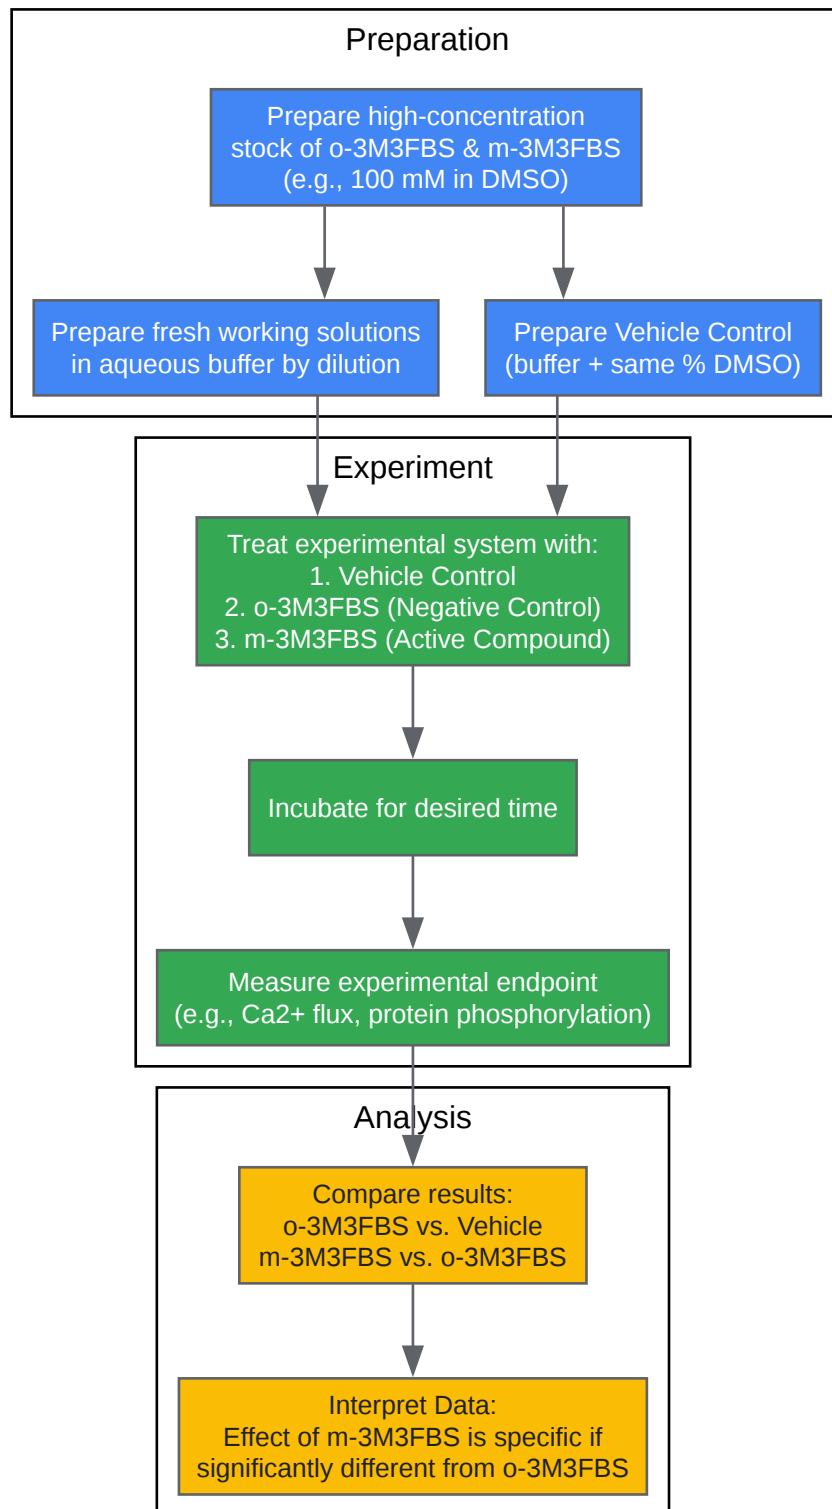 Preparation
Prepare high-concentration
stock of o-3M3FBS & m-3M3FBS
(e.g., 100 mM in DMSO)
Prepare fresh working solutions
in aqueous buffer by dilution
Prepare Vehicle Control
(buffer + same % DMSO)
Experiment
Treat experimental system with:
1. Vehicle Control
2. o-3M3FBS (Negative Control)
3. m-3M3FBS (Active Compound)
Incubate for desired time
Measure experimental endpoint
(e.g., Ca2+ flux, protein phosphorylation)
Analysis
Compare results:
o-3M3FBS vs. Vehicle
m-3M3FBS vs. o-3M3FBS
Interpret Data:
Effect of m-3M3FBS is specific if
significantly different from o-3M3FBS